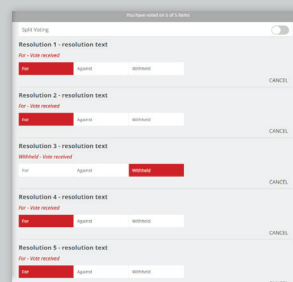 You have voted on 5 of 5 items
Split Voting
Resolution 1 - resolution text
For - Vote received
For Against Withheld
CANCEL
Resolution 2 - resolution text
For - Vote received
For Against Withheld
CANCEL
Resolution 3 - resolution text
Withheld - Vote received
For Against Withheld
CANCEL
Resolution 4 - resolution text
For - Vote received
For Against Withheld
CANCEL
Resolution 5 - resolution text
For - Vote received
For Against Withheld